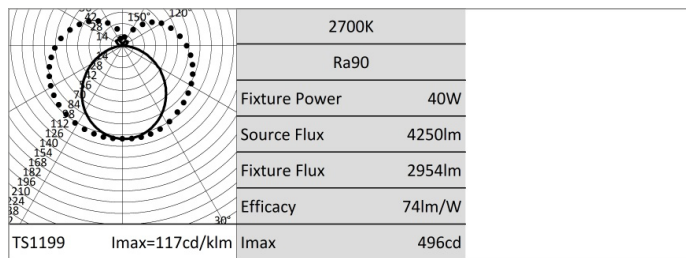 150° 120°
42
28
14
14
28
42
56
70
84
98
112
126
140
154
168
182
196
210
224
30°
TS1199 Imax=117cd/klm
2700K
Ra90
Fixture Power 40W
Source Flux 4250lm
Fixture Flux 2954lm
Efficacy 74lm/W
Imax 496cd